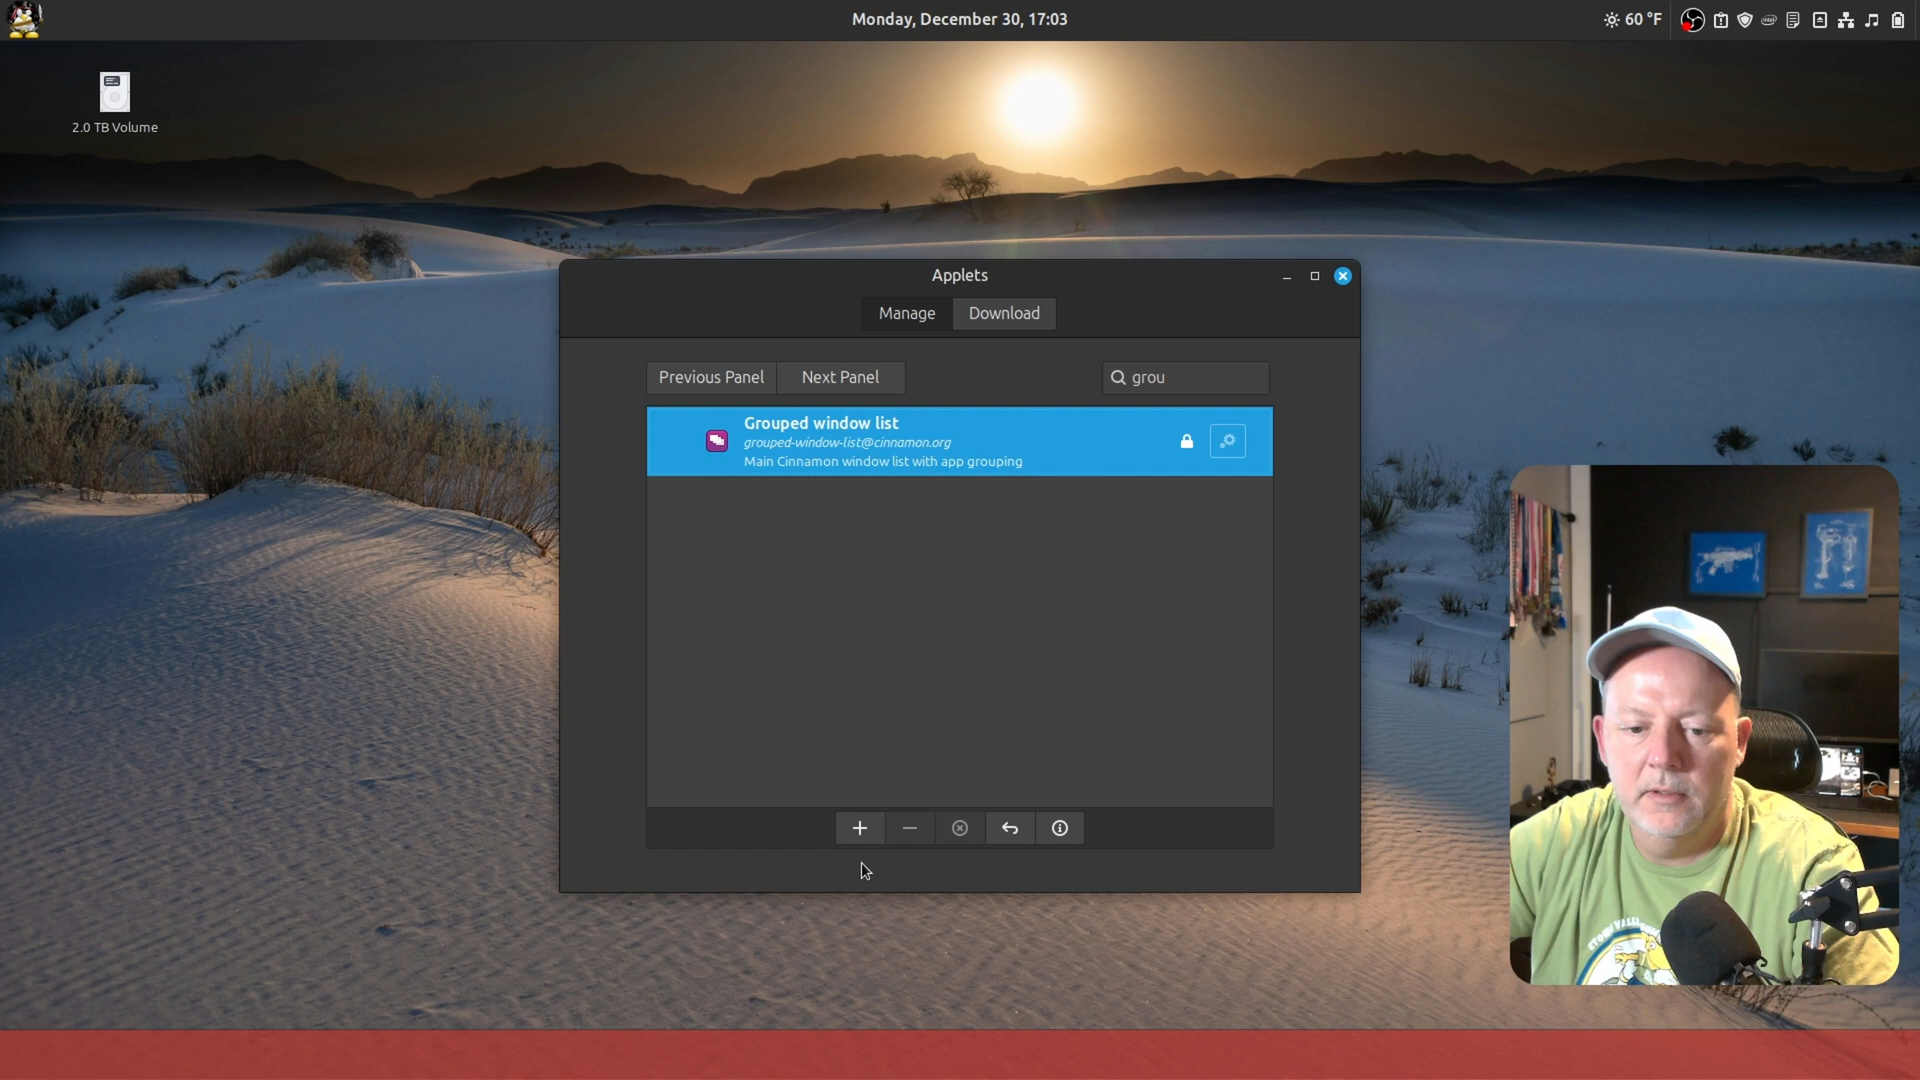 Monday, December 30, 17:03
60 °F
2.0 TB Volume
Applets
Manage
Download
Previous Panel
Next Panel
grou
Grouped window list
grouped-window-list@cinnamon.org
Main Cinnamon window list with app grouping